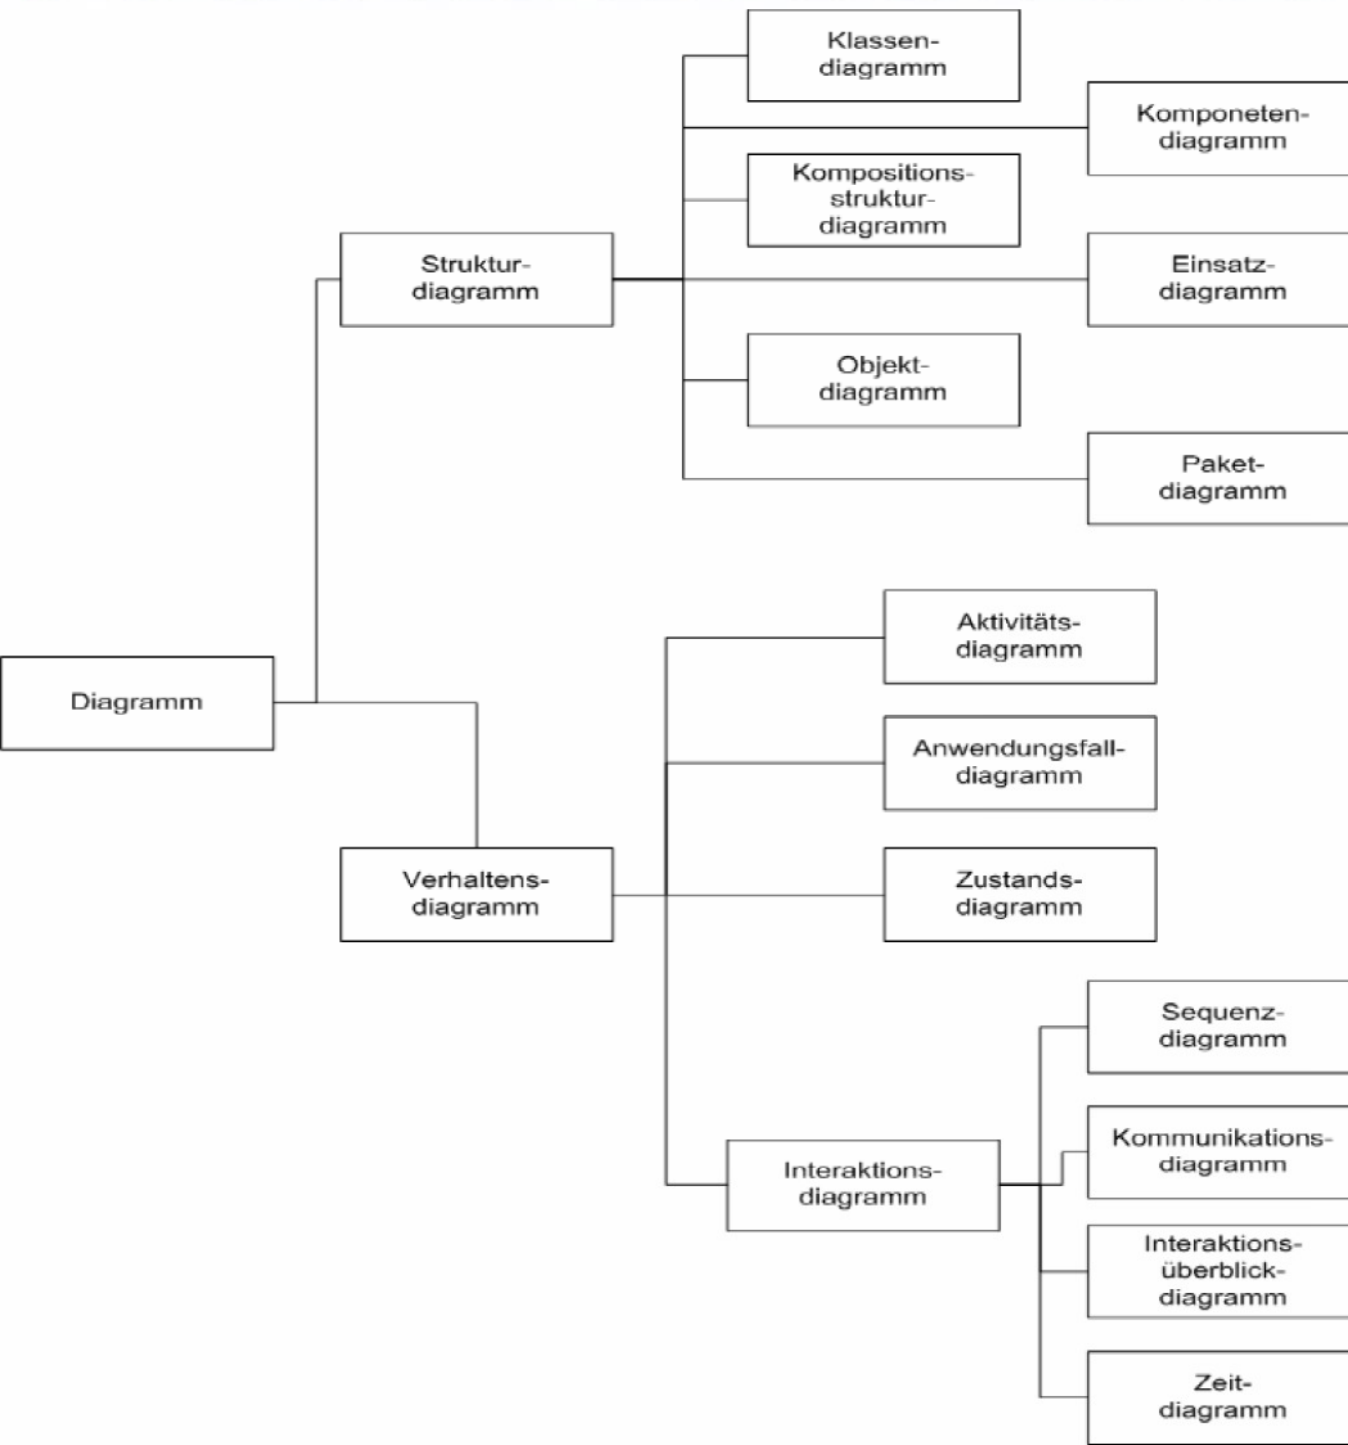 Klassen-
diagramm
Komponeten-
diagramm
Kompositions-
struktur-
diagramm
Struktur-
diagramm
Einsatz-
diagramm
Objekt-
diagramm
Paket-
diagramm
Aktivitäts-
diagramm
Diagramm
Anwendungsfall-
diagramm
Verhaltens-
diagramm
Zustands-
diagramm
Sequenz-
diagramm
Kommunikations-
diagramm
Interaktions-
diagramm
Interaktions-
überblick-
diagramm
Zeit-
diagramm